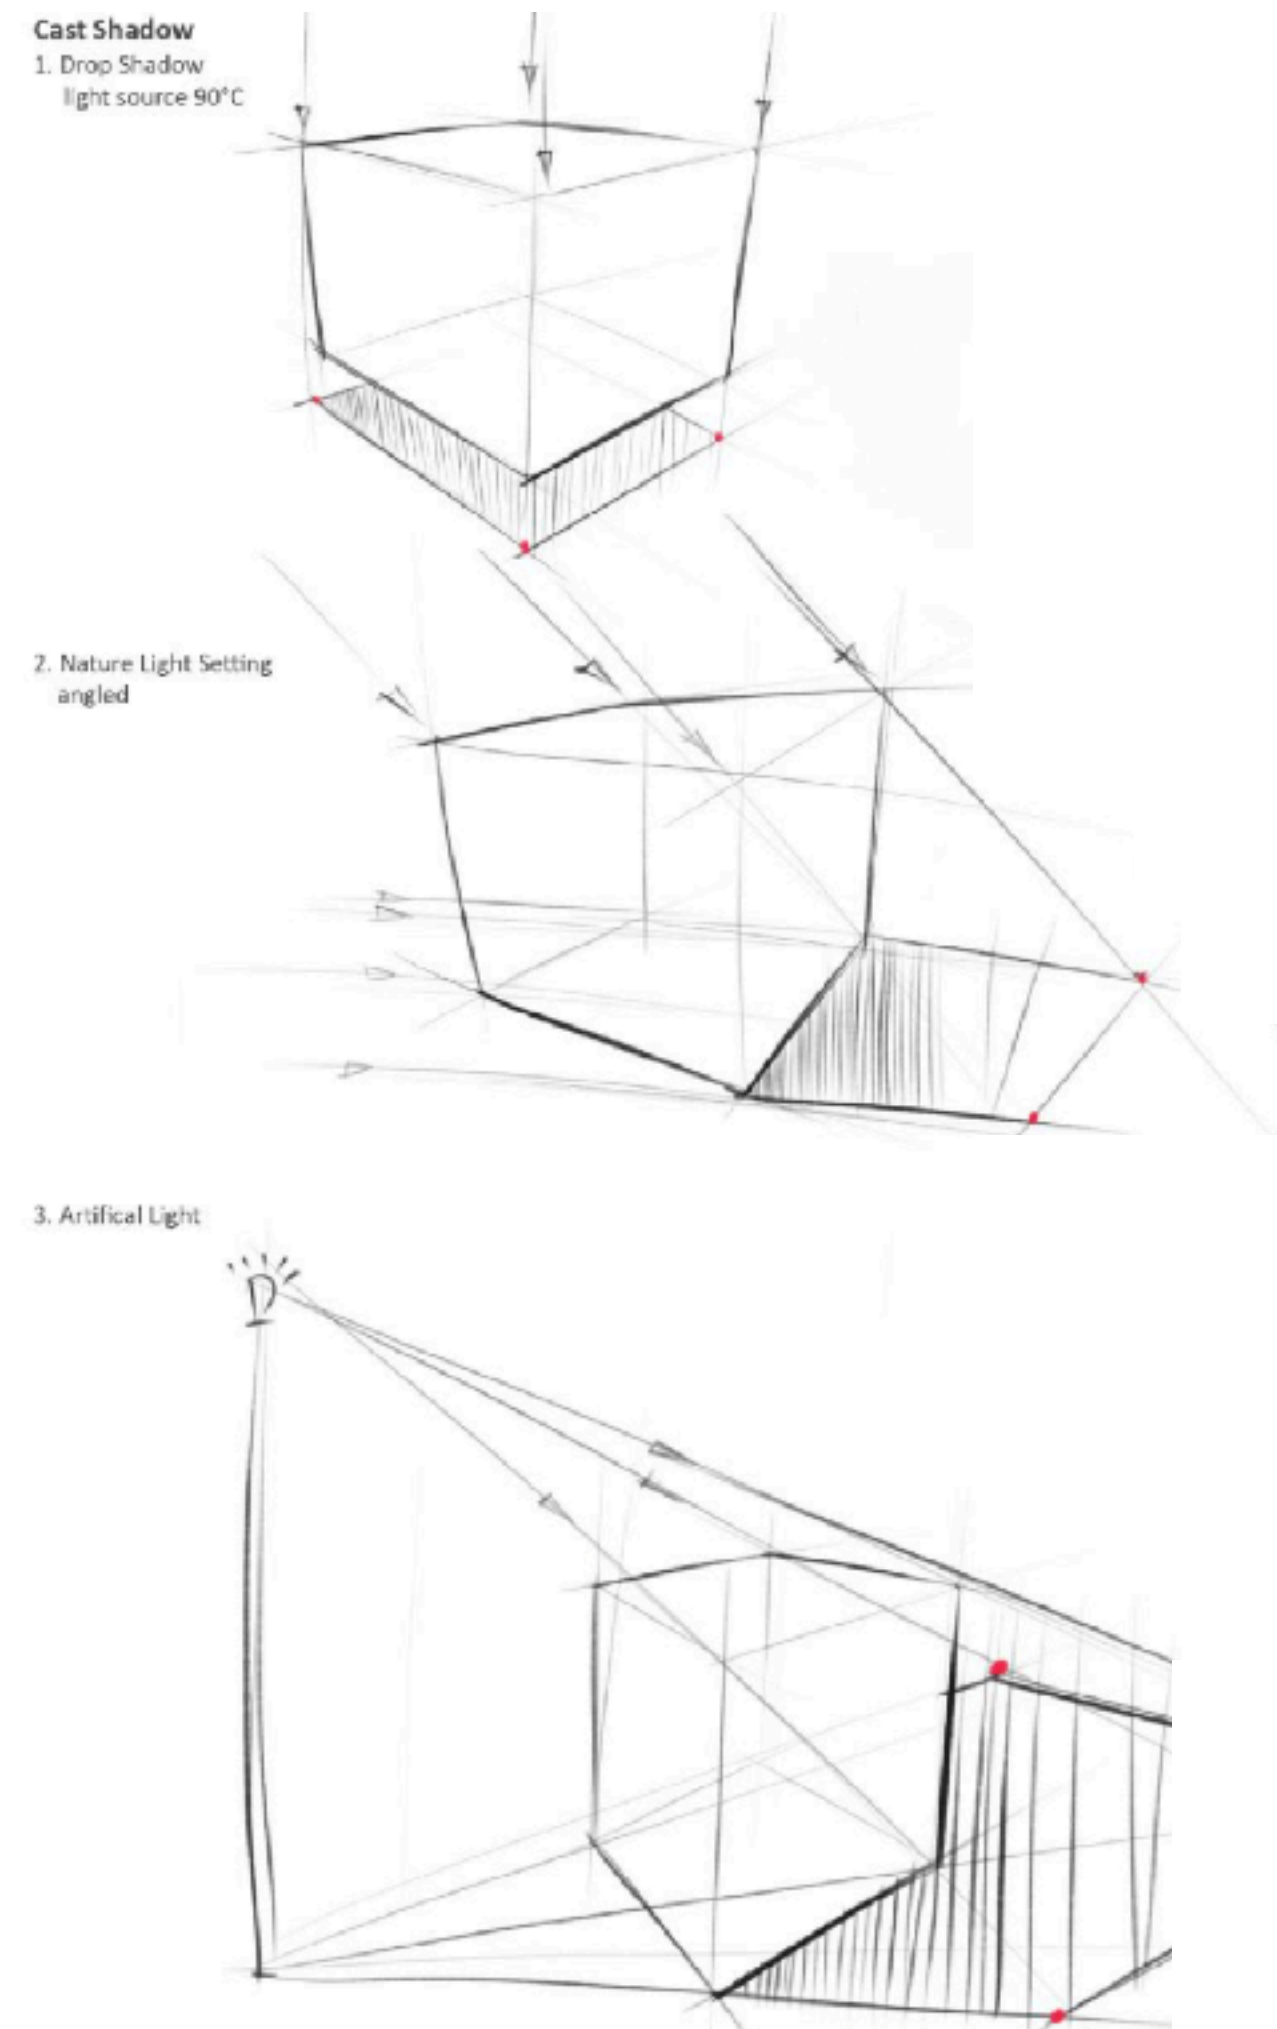 Cast Shadow
1. Drop Shadow
light source 90°C
2. Nature Light Setting
angled
3. Artifical Light